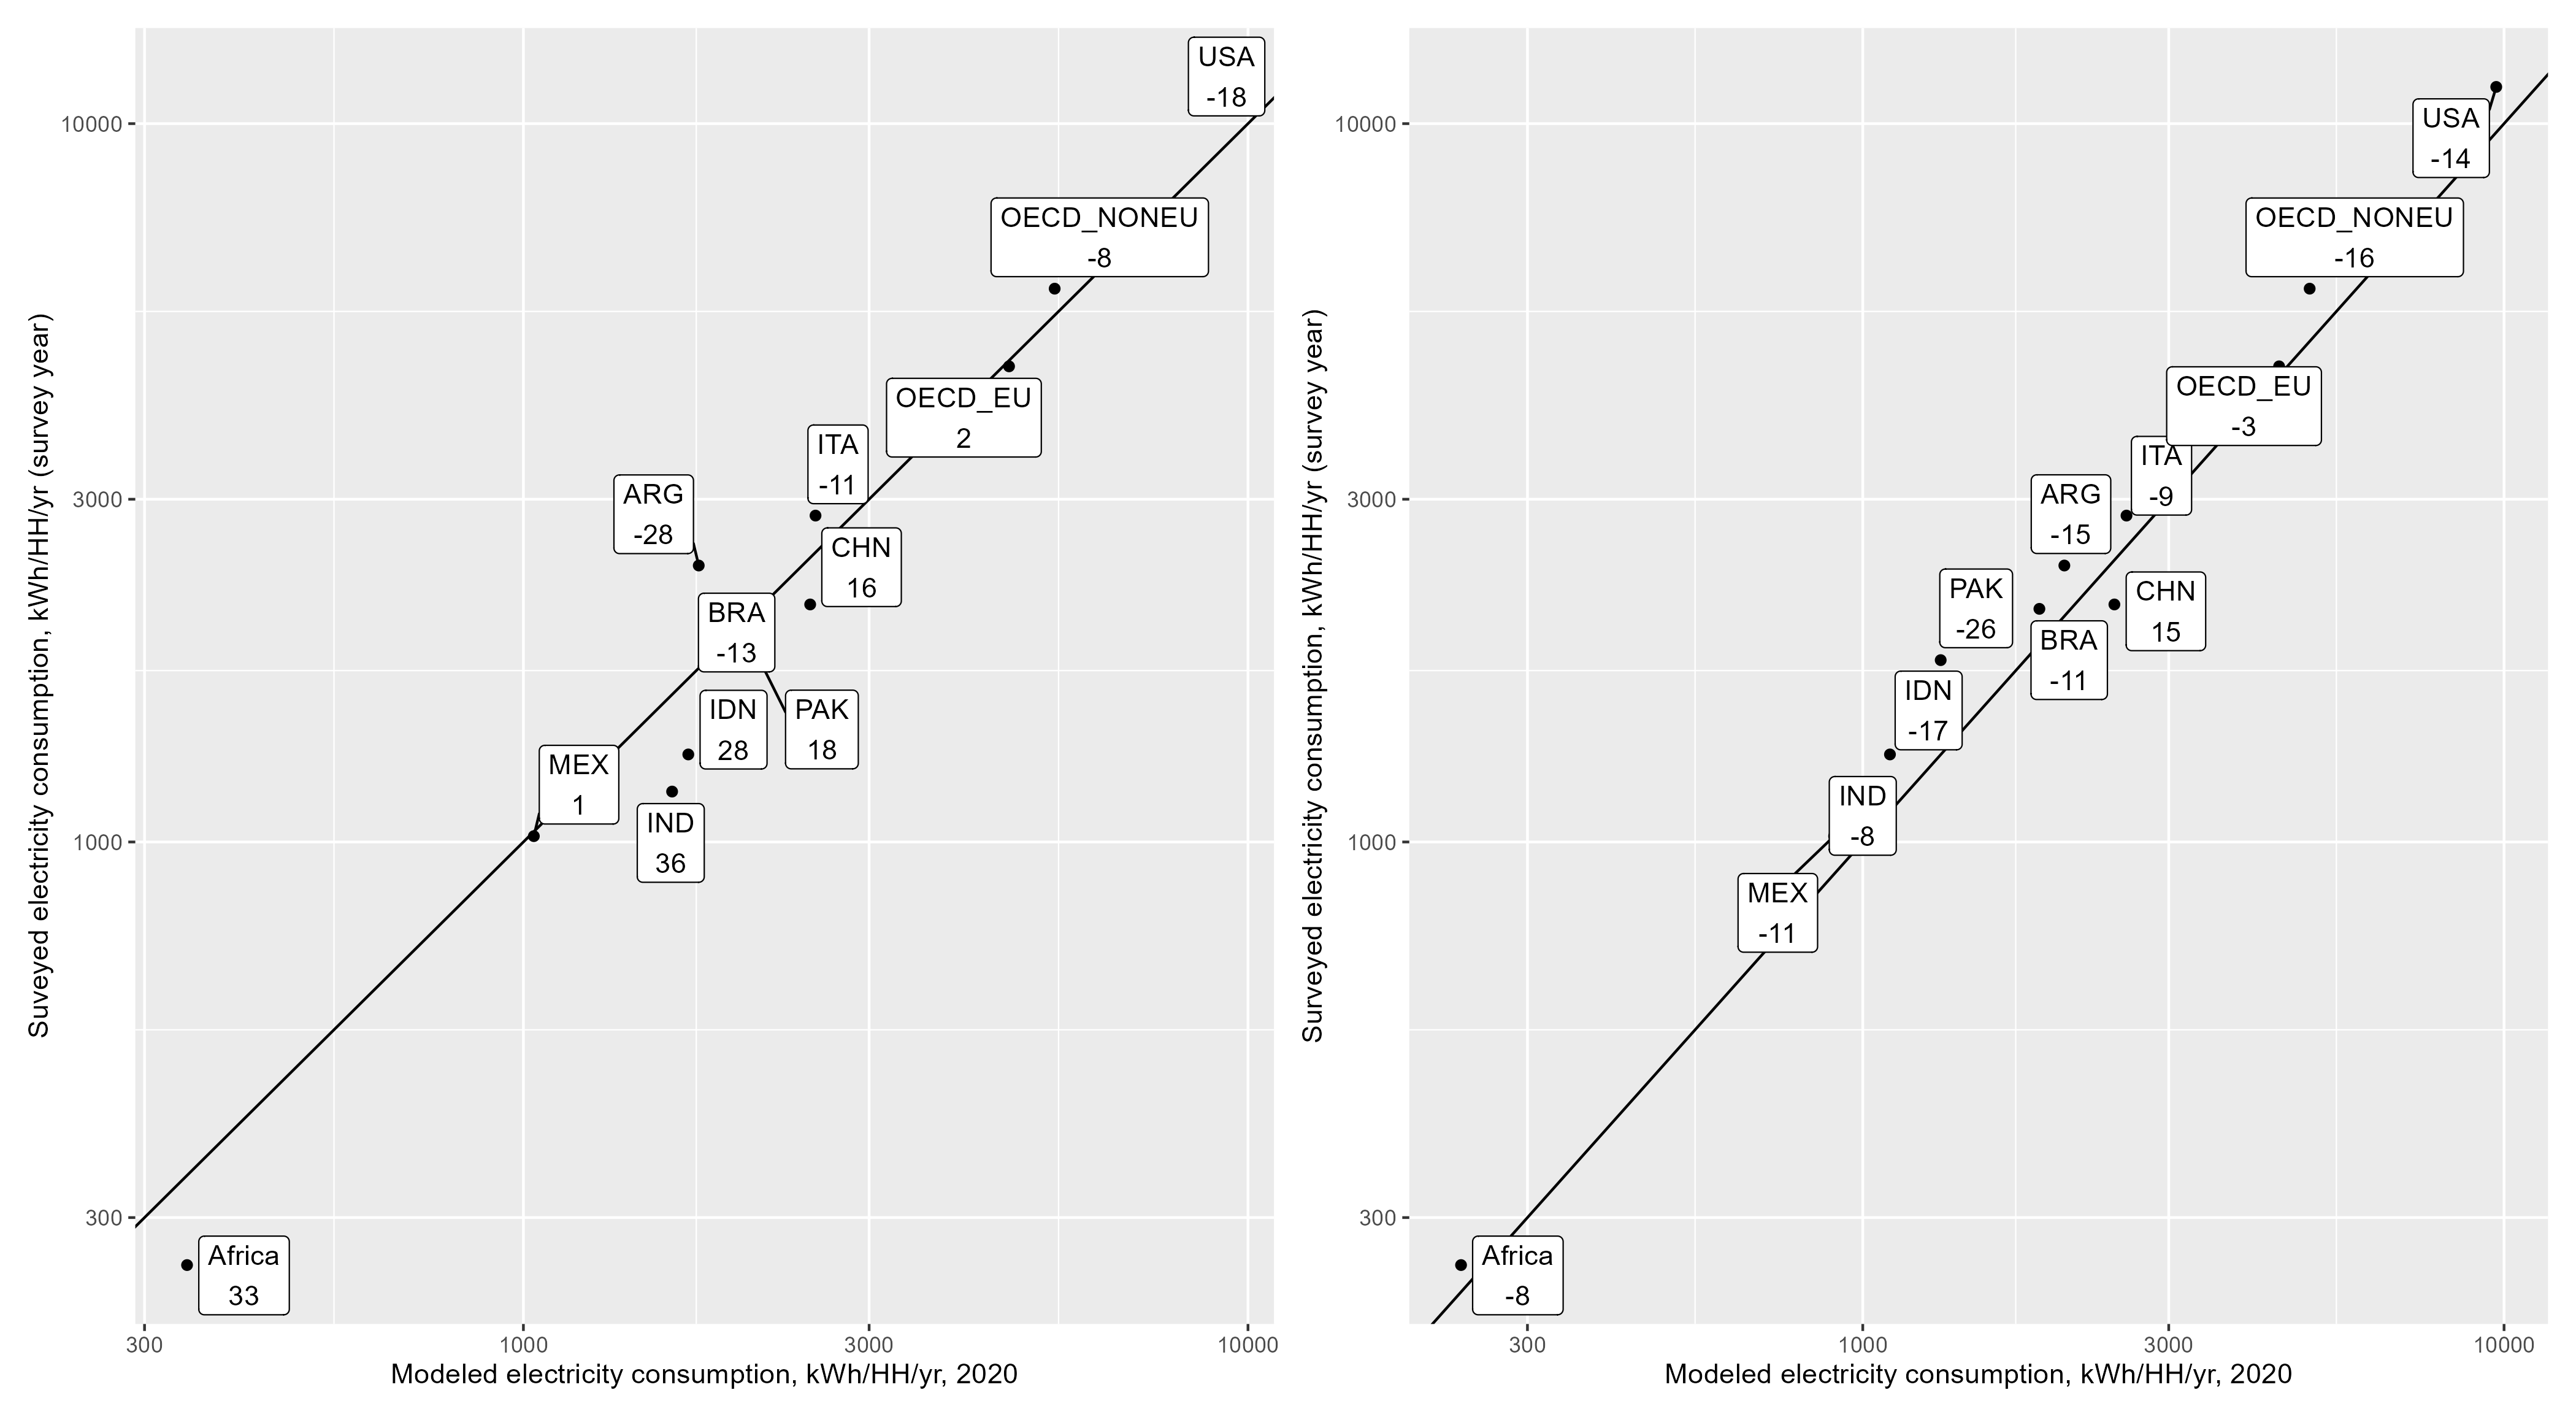 Suveyed electricity consumption, kWh/HH/yr (survey year)
10000
3000
1000
300
USA
-18
OECD_NONEU
-8
OECD_EU
2
ITA
-11
ARG
-28
CHN
16
BRA
-13
IDN
28
PAK
18
MEX
1
IND
36
Africa
33
300
1000
3000
10000
Modeled electricity consumption, kWh/HH/yr, 2020
Surveyed electricity consumption, kWh/HH/yr (survey year)
10000
3000
1000
300
USA
-14
OECD_NONEU
-16
OECD_EU
-3
ITA
-9
ARG
-15
PAK
-26
CHN
15
BRA
-11
IDN
-17
IND
-8
MEX
-11
Africa
-8
300
1000
3000
10000
Modeled electricity consumption, kWh/HH/yr, 2020